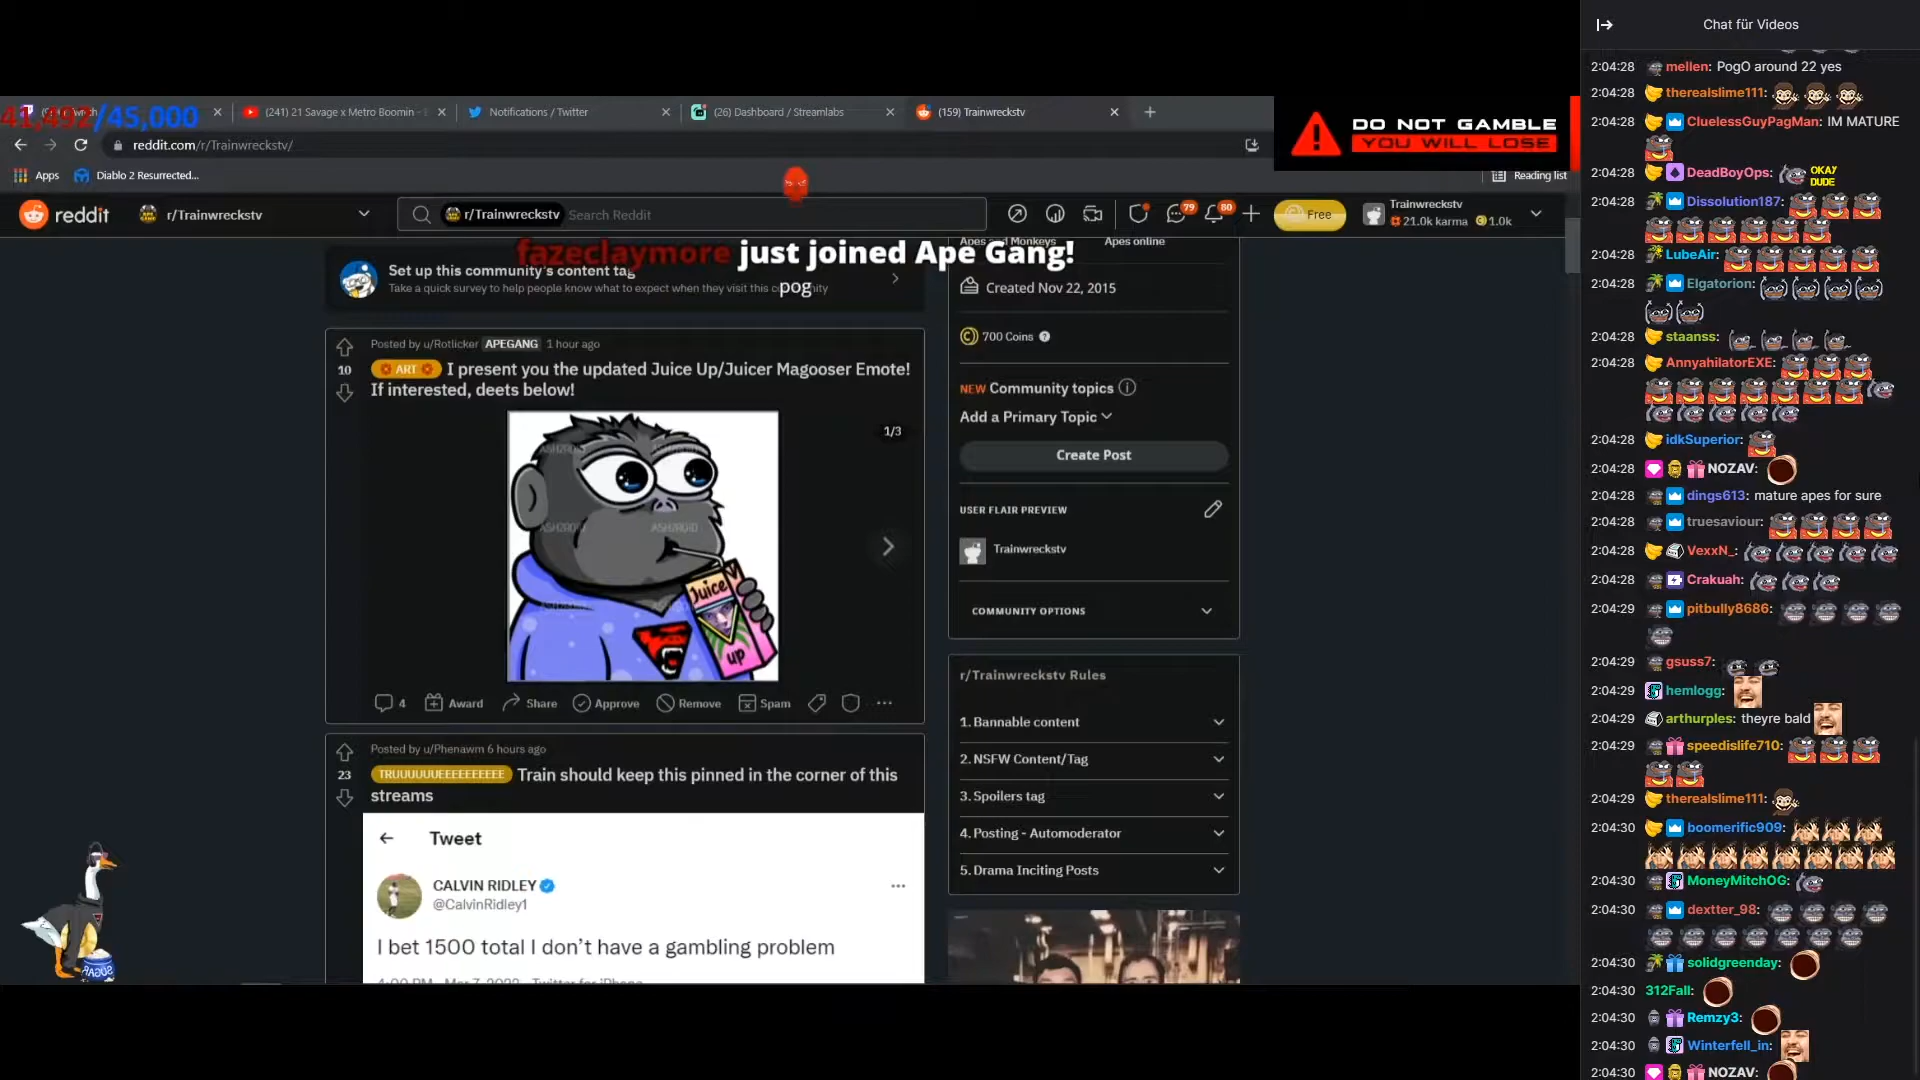 41,492/45,000
(241) 21 Savage x Metro Boomin -
Notifications / Twitter
(26) Dashboard / Streamlabs
(159) Trainwreckstv
reddit.com/r/Trainwreckstv/
Apps
Diablo 2 Resurrected...
Reading list
DO NOT GAMBLE
YOU WILL LOSE
reddit
r/Trainwreckstv
r/Trainwreckstv
Search Reddit
79
80
Free
Trainwreckstv
21.0k karma
1.0k
fazeclaymore just joined Ape Gang!
pog
Set up this community's content tag
Take a quick survey to help people know what to expect when they visit this
Posted by u/Rotlicker APEGANG 1 hour ago
10
ART I present you the updated Juice Up/Juicer Magooser Emote!
If interested, deets below!
1/3
ASH2ROID
ASH2ROID
ASH2ROID
Juice
up
4
Award
Share
Approve
Remove
Spam
Posted by u/Phenawm 6 hours ago
23
TRUUUUUUEEEEEEEEEE Train should keep this pinned in the corner of this
streams
Tweet
CALVIN RIDLEY
@CalvinRidley1
I bet 1500 total I don't have a gambling problem
SUGAR
Apes and Monkeys
Apes online
Created Nov 22, 2015
700 Coins
NEW Community topics
Add a Primary Topic
Create Post
USER FLAIR PREVIEW
Trainwreckstv
COMMUNITY OPTIONS
r/Trainwreckstv Rules
1. Bannable content
2. NSFW Content/Tag
3. Spoilers tag
4. Posting - Automoderator
5. Drama Inciting Posts
Chat für Videos
2:04:28 mellen: PogO around 22 yes
2:04:28 therealslime111:
2:04:28 CluelessGuyPagMan: IM MATURE
2:04:28 DeadBoyOps: OKAY DUDE
2:04:28 Dissolution187:
2:04:28 LubeAir:
2:04:28 Elgatorion:
2:04:28 staanss:
2:04:28 AnnyahilatorEXE:
2:04:28 idkSuperior:
2:04:28 NOZAV:
2:04:28 dings613: mature apes for sure
2:04:28 truesaviour:
2:04:28 VexxN_:
2:04:28 Crakuah:
2:04:29 pitbully8686:
2:04:29 gsuss7:
2:04:29 hemlogg:
2:04:29 arthurples: theyre bald
2:04:29 speedislife710:
2:04:29 therealslime111:
2:04:30 boomerific909:
2:04:30 MoneyMitchOG:
2:04:30 dextter_98:
2:04:30 solidgreenday:
2:04:30 312Fall:
2:04:30 Remzy3:
2:04:30 Winterfell_in:
2:04:30 NOZAV: